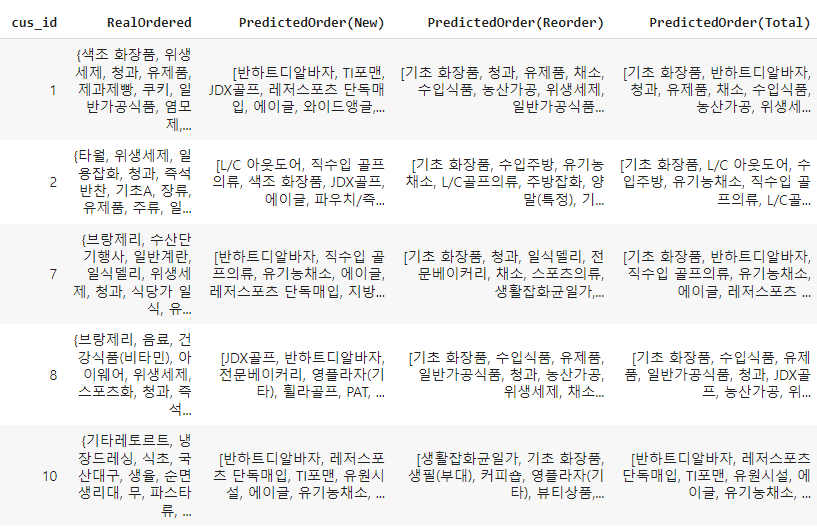 cus_id RealOrdered PredictedOrder(New) PredictedOrder(Reorder) PredictedOrder(Total)
1
{색조 화장품, 위생
세제, 청과, 유제품,
제과제빵, 쿠키, 일
반가공식품, 염모
제,...
[반하트디알바자, TI포맨,
JDX골프, 레저스포츠 단독매
입, 에이글, 와이드앵글,...
[기초 화장품, 청과, 유제품, 채소,
수입식품, 농산가공, 위생세제,
일반가공식품...
[기초 화장품, 반하트디알바자,
청과, 유제품, 채소, 수입식품,
농산가공, 위생세...
2
{타월, 위생세제, 일
용잡화, 청과, 즉석
반찬, 기초A, 장류,
유제품, 주류, 일...
[L/C 아웃도어, 직수입 골프
의류, 색조 화장품, JDX골프,
에이글, 파우치/즉...
[기초 화장품, 수입주방, 유기농
채소, L/C골프의류, 주방잡화, 양
말(특정), 기...
[기초 화장품, L/C 아웃도어, 수
입주방, 유기농채소, 직수입 골
프의류, L/C골...
7
{브랑제리, 수산단
기행사, 일반계란,
일식델리, 위생세
제, 청과, 식당가 일
식, 유...
[반하트디알바자, 직수입 골
프의류, 유기농채소, 에이글,
레저스포츠 단독매입, 지방...
[기초 화장품, 청과, 일식델리, 전
문베이커리, 채소, 스포츠의류,
생활잡화균일가,...
[기초 화장품, 반하트디알바자,
직수입 골프의류, 유기농채소,
에이글, 레저스포츠 ...
8
{브랑제리, 음료, 건
강식품(비타민), 아
이웨어, 위생세제,
스포츠화, 청과, 즉
석...
[JDX골프, 반하트디알바자,
전문베이커리, 영플라자(기
타), 휠라골프, PAT, ...
[기초 화장품, 수입식품, 유제품,
일반가공식품, 청과, 농산가공,
위생세제, 채소...
[기초 화장품, 수입식품, 유제
품, 일반가공식품, 청과, JDX골
프, 농산가공, 위...
10
{기타레토르트, 냉
장드레싱, 식초, 국
산대구, 생율, 순면
생리대, 무, 파스타
류, ...
[반하트디알바자, 레저스포
츠 단독매입, TI포맨, 유원시
설, 에이글, 유기농채소, ...
[생활잡화균일가, 기초 화장품,
생필(부대), 커피숍, 영플라자(기
타), 뷰티상품,...
[반하트디알바자, 레저스포츠
단독매입, TI포맨, 유원시설, 에
이글, 유기농채소, ...